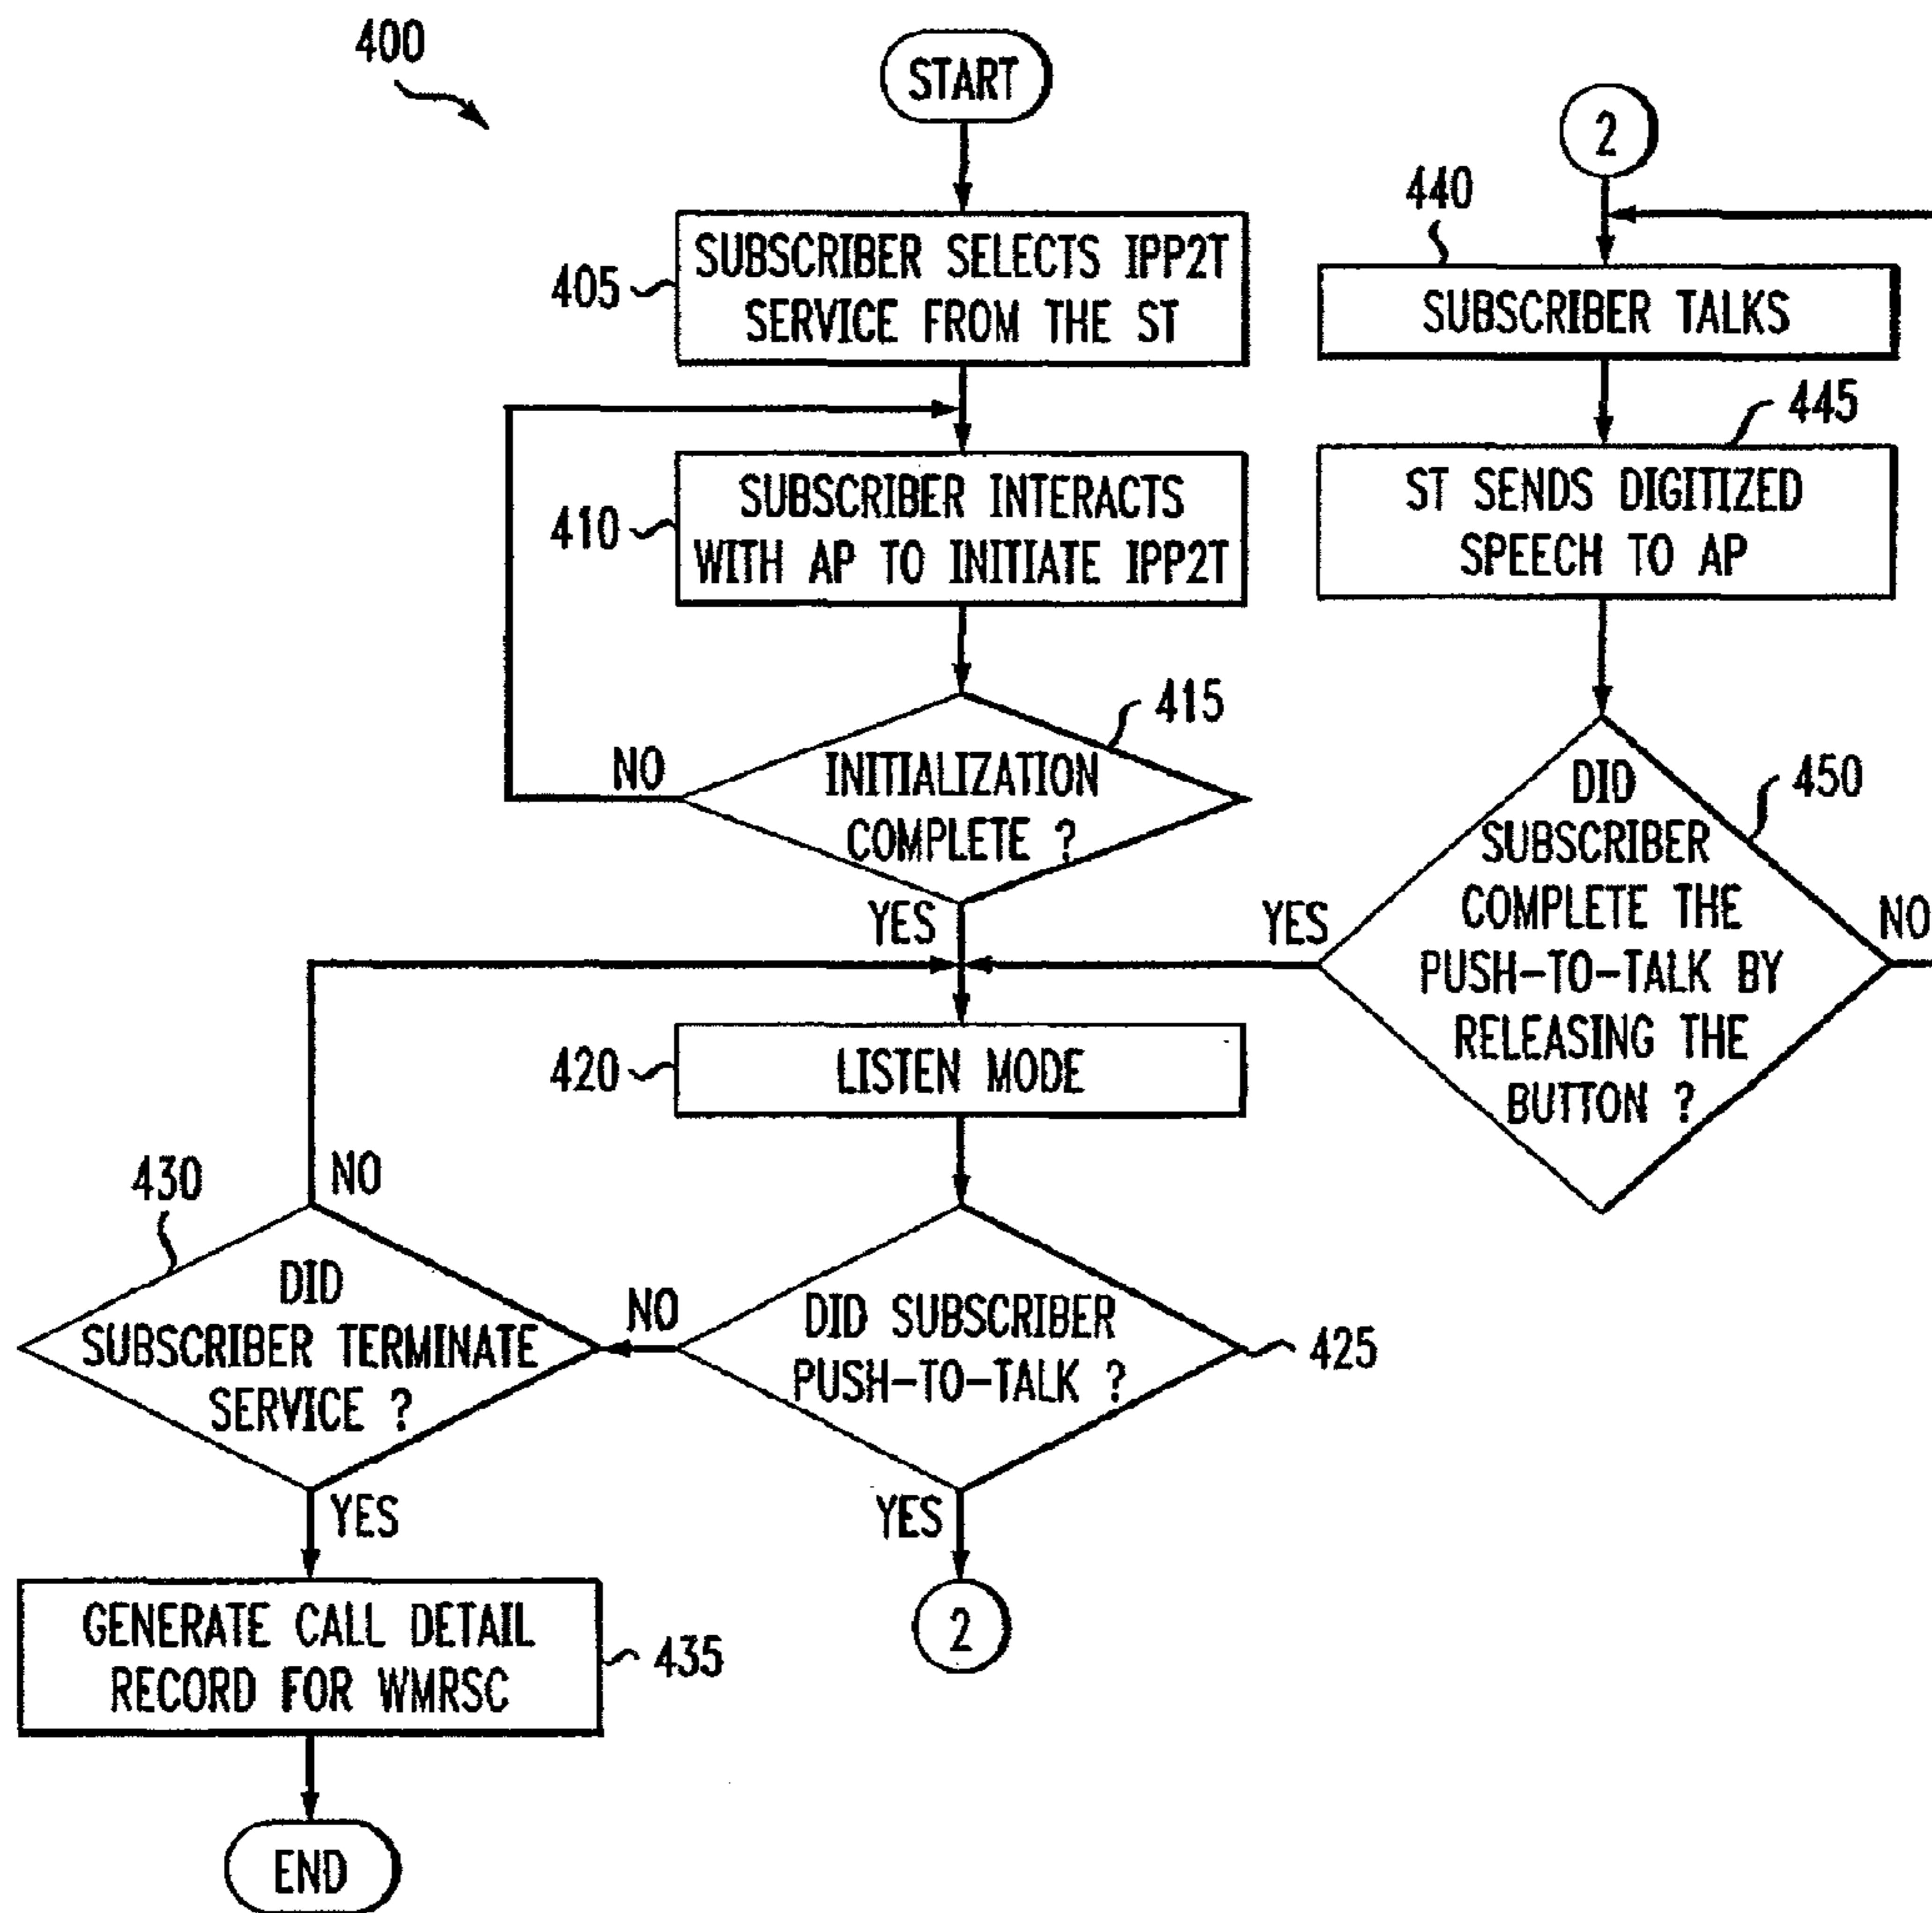 400
START
405
SUBSCRIBER SELECTS IPP2T
SERVICE FROM THE ST
410
SUBSCRIBER INTERACTS
WITH AP TO INITIATE IPP2T
415
INITIALIZATION
COMPLETE ?
NO
YES
420
LISTEN MODE
425
DID SUBSCRIBER
PUSH-TO-TALK ?
NO
YES
2
430
DID
SUBSCRIBER TERMINATE
SERVICE ?
NO
YES
GENERATE CALL DETAIL
RECORD FOR WMRSC
435
END
2
440
SUBSCRIBER TALKS
445
ST SENDS DIGITIZED
SPEECH TO AP
450
DID
SUBSCRIBER
COMPLETE THE
PUSH-TO-TALK BY
RELEASING THE
BUTTON ?
YES
NO